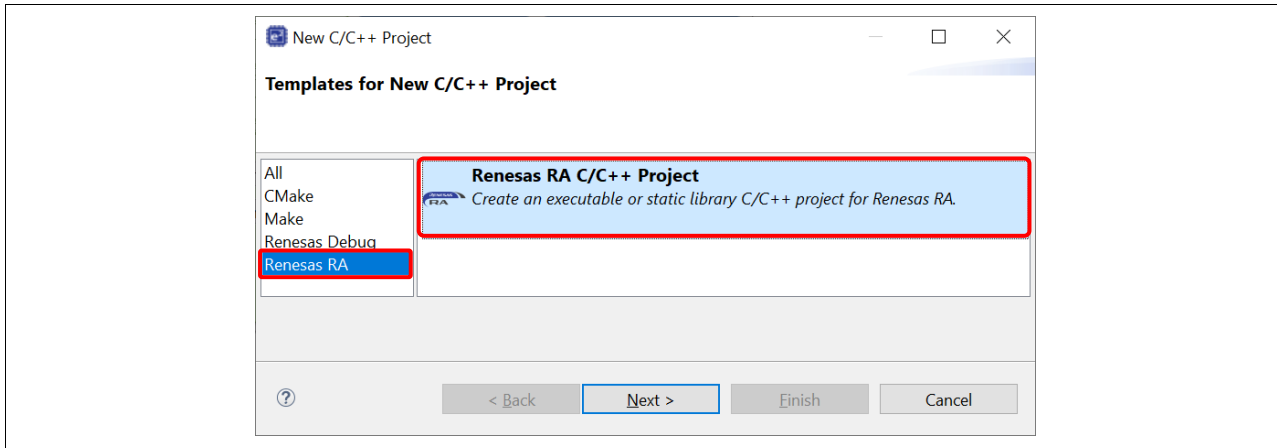 New C/C++ Project
Templates for New C/C++ Project
All
CMake
Make
Renesas Debug
Renesas RA
Renesas RA C/C++ Project
RA
Create an executable or static library C/C++ project for Renesas RA.
?
< Back
Next >
Finish
Cancel